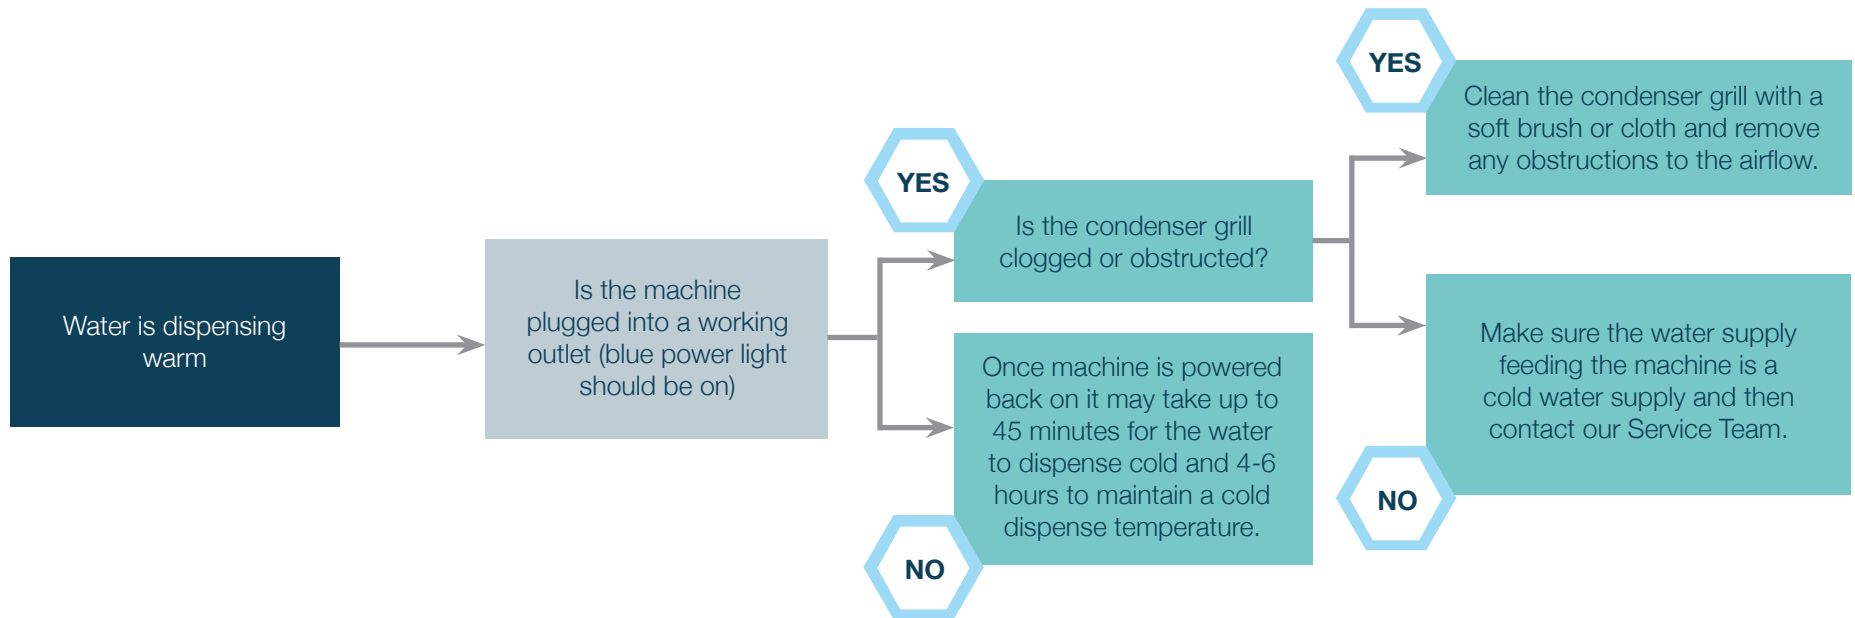 Water is dispensing
warm
Is the machine
plugged into a working
outlet (blue power light
should be on)
YES
Is the condenser grill
clogged or obstructed?
NO
Once machine is powered
back on it may take up to
45 minutes for the water
to dispense cold and 4-6
hours to maintain a cold
dispense temperature.
YES
Clean the condenser grill with a
soft brush or cloth and remove
any obstructions to the airflow.
NO
Make sure the water supply
feeding the machine is a
cold water supply and then
contact our Service Team.